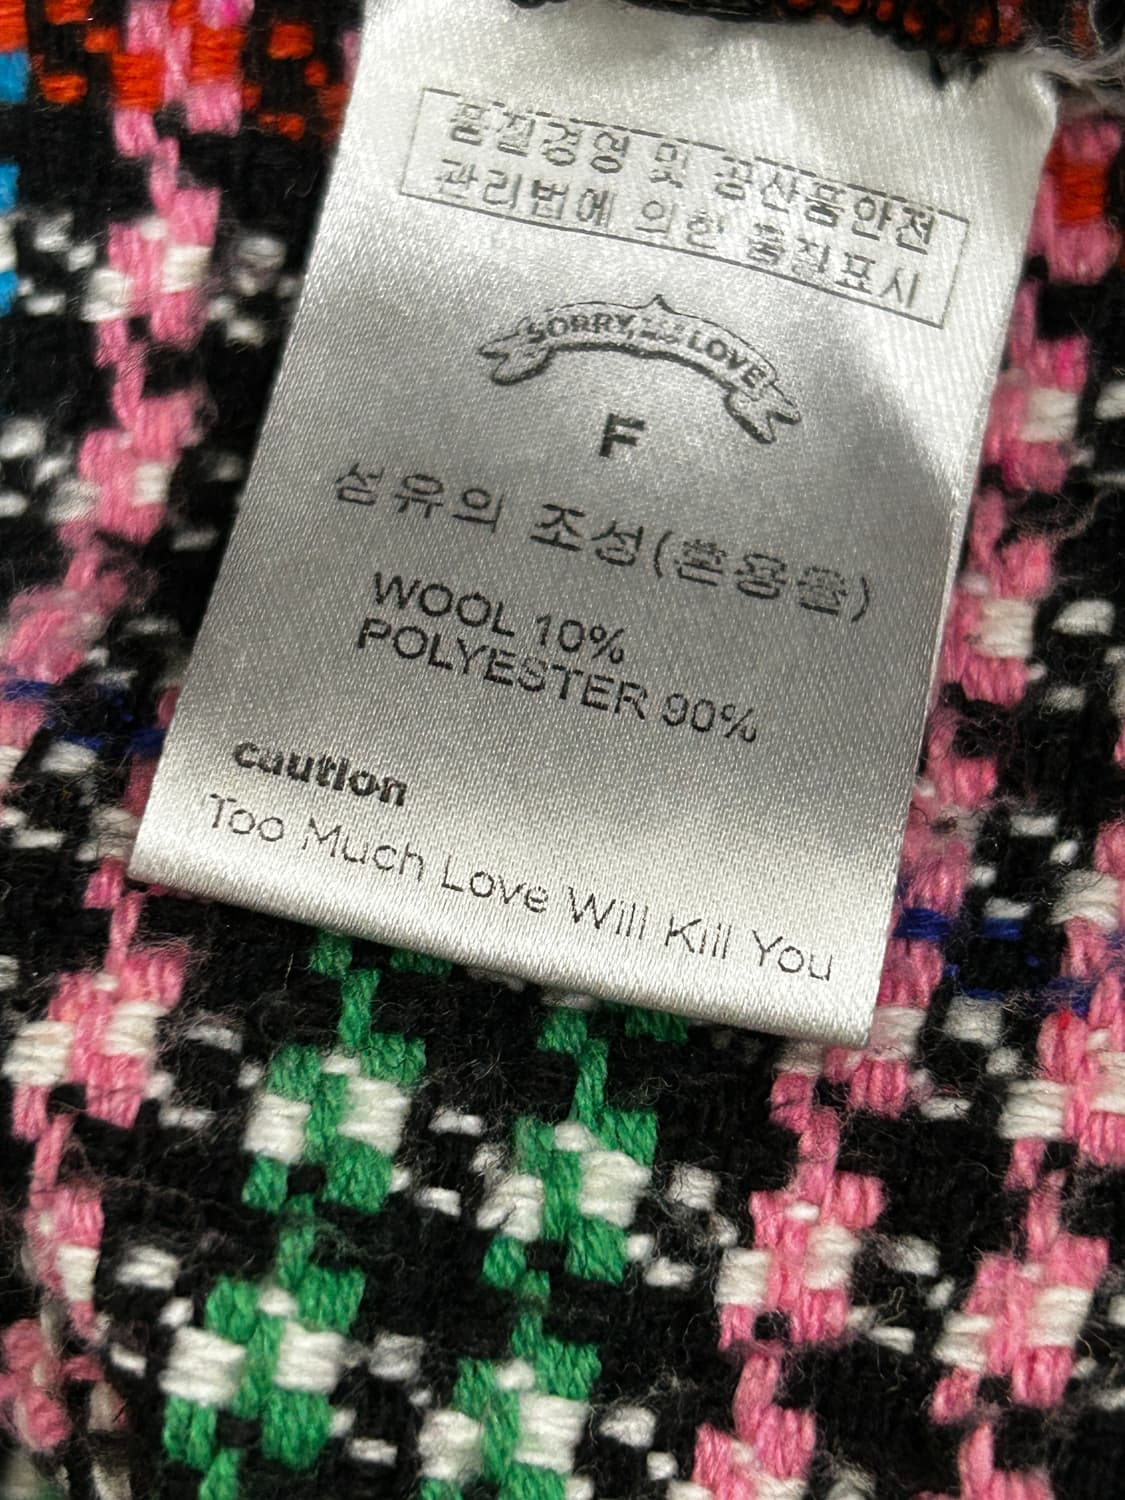 품질경영 및 공산품안전
관리법에 의한 품질표시
SORRY, LOVE
F
섬유의 조성(혼용율)
WOOL 10%
POLYESTER 90%
caution
Too Much Love Will Kill You